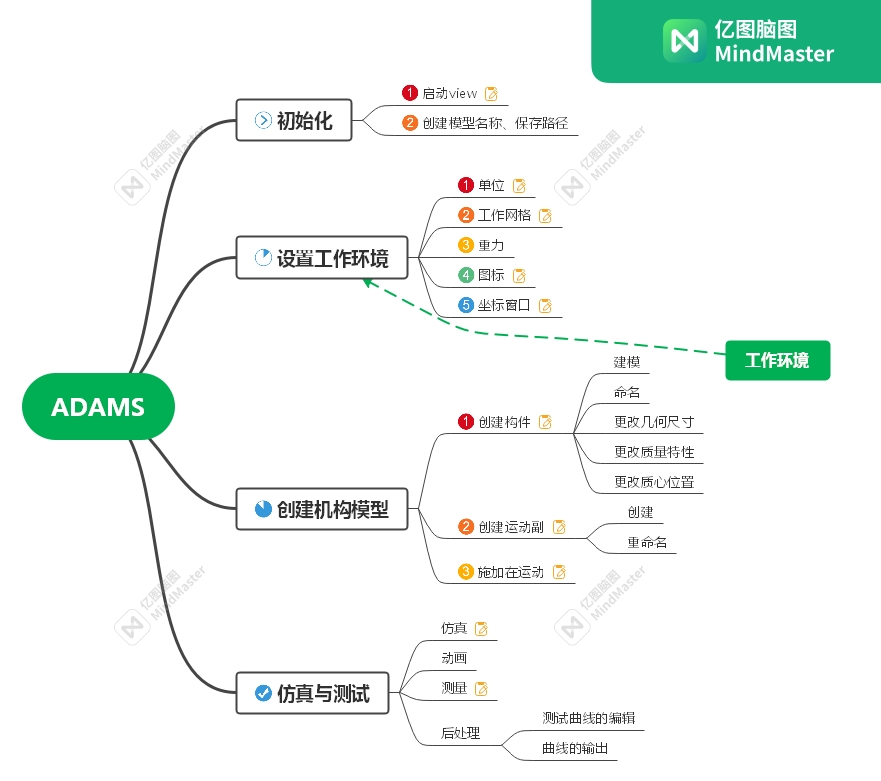 亿图脑图
MindMaster
ADAMS
初始化
1 启动view
2 创建模型名称、保存路径
设置工作环境
1 单位
2 工作网格
3 重力
4 图标
5 坐标窗口
工作环境
创建机构模型
1 创建构件
建模
命名
更改几何尺寸
更改质量特性
更改质心位置
2 创建运动副
创建
重命名
3 施加在运动
仿真与测试
仿真
动画
测量
后处理
测试曲线的编辑
曲线的输出
亿图脑图
MindMaster
亿图脑图
MindMaster
亿图脑图
MindMaster
亿图脑图
MindMaster